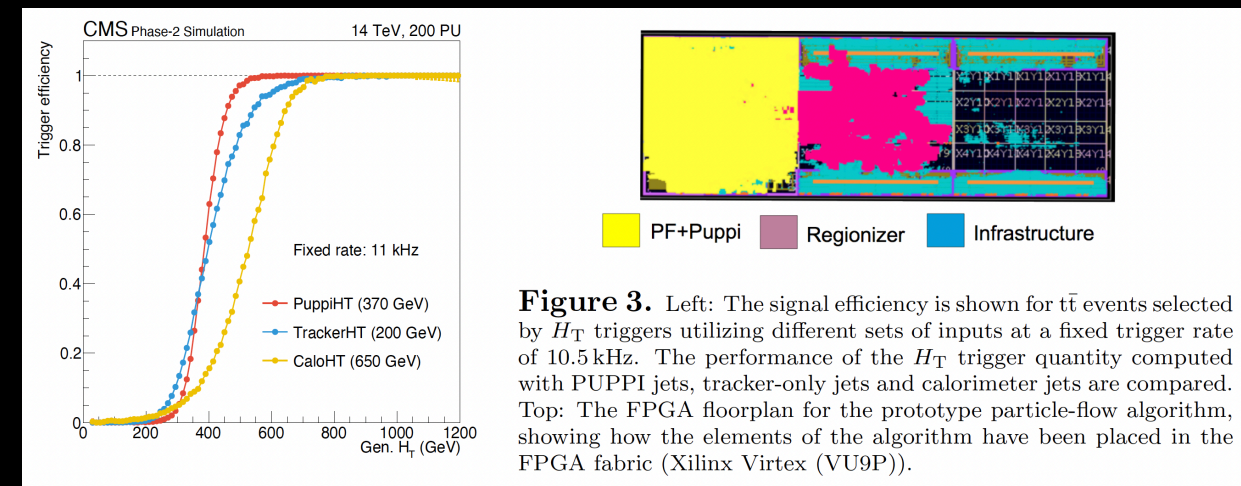 CMS Phase-2 Simulation 14 TeV, 200 PU
Trigger efficiency
1
0.8
0.6
0.4
0.2
0
Fixed rate: 11 kHz
PuppiHT (370 GeV)
TrackerHT (200 GeV)
CaloHT (650 GeV)
0 200 400 600 800 1000 1200
Gen. H_T (GeV)
PF+Puppi Regionizer Infrastructure
Figure 3. Left: The signal efficiency is shown for tt̄ events selected
by H_T triggers utilizing different sets of inputs at a fixed trigger rate
of 10.5 kHz. The performance of the H_T trigger quantity computed
with PUPPI jets, tracker-only jets and calorimeter jets are compared.
Top: The FPGA floorplan for the prototype particle-flow algorithm,
showing how the elements of the algorithm have been placed in the
FPGA fabric (Xilinx Virtex (VU9P)).